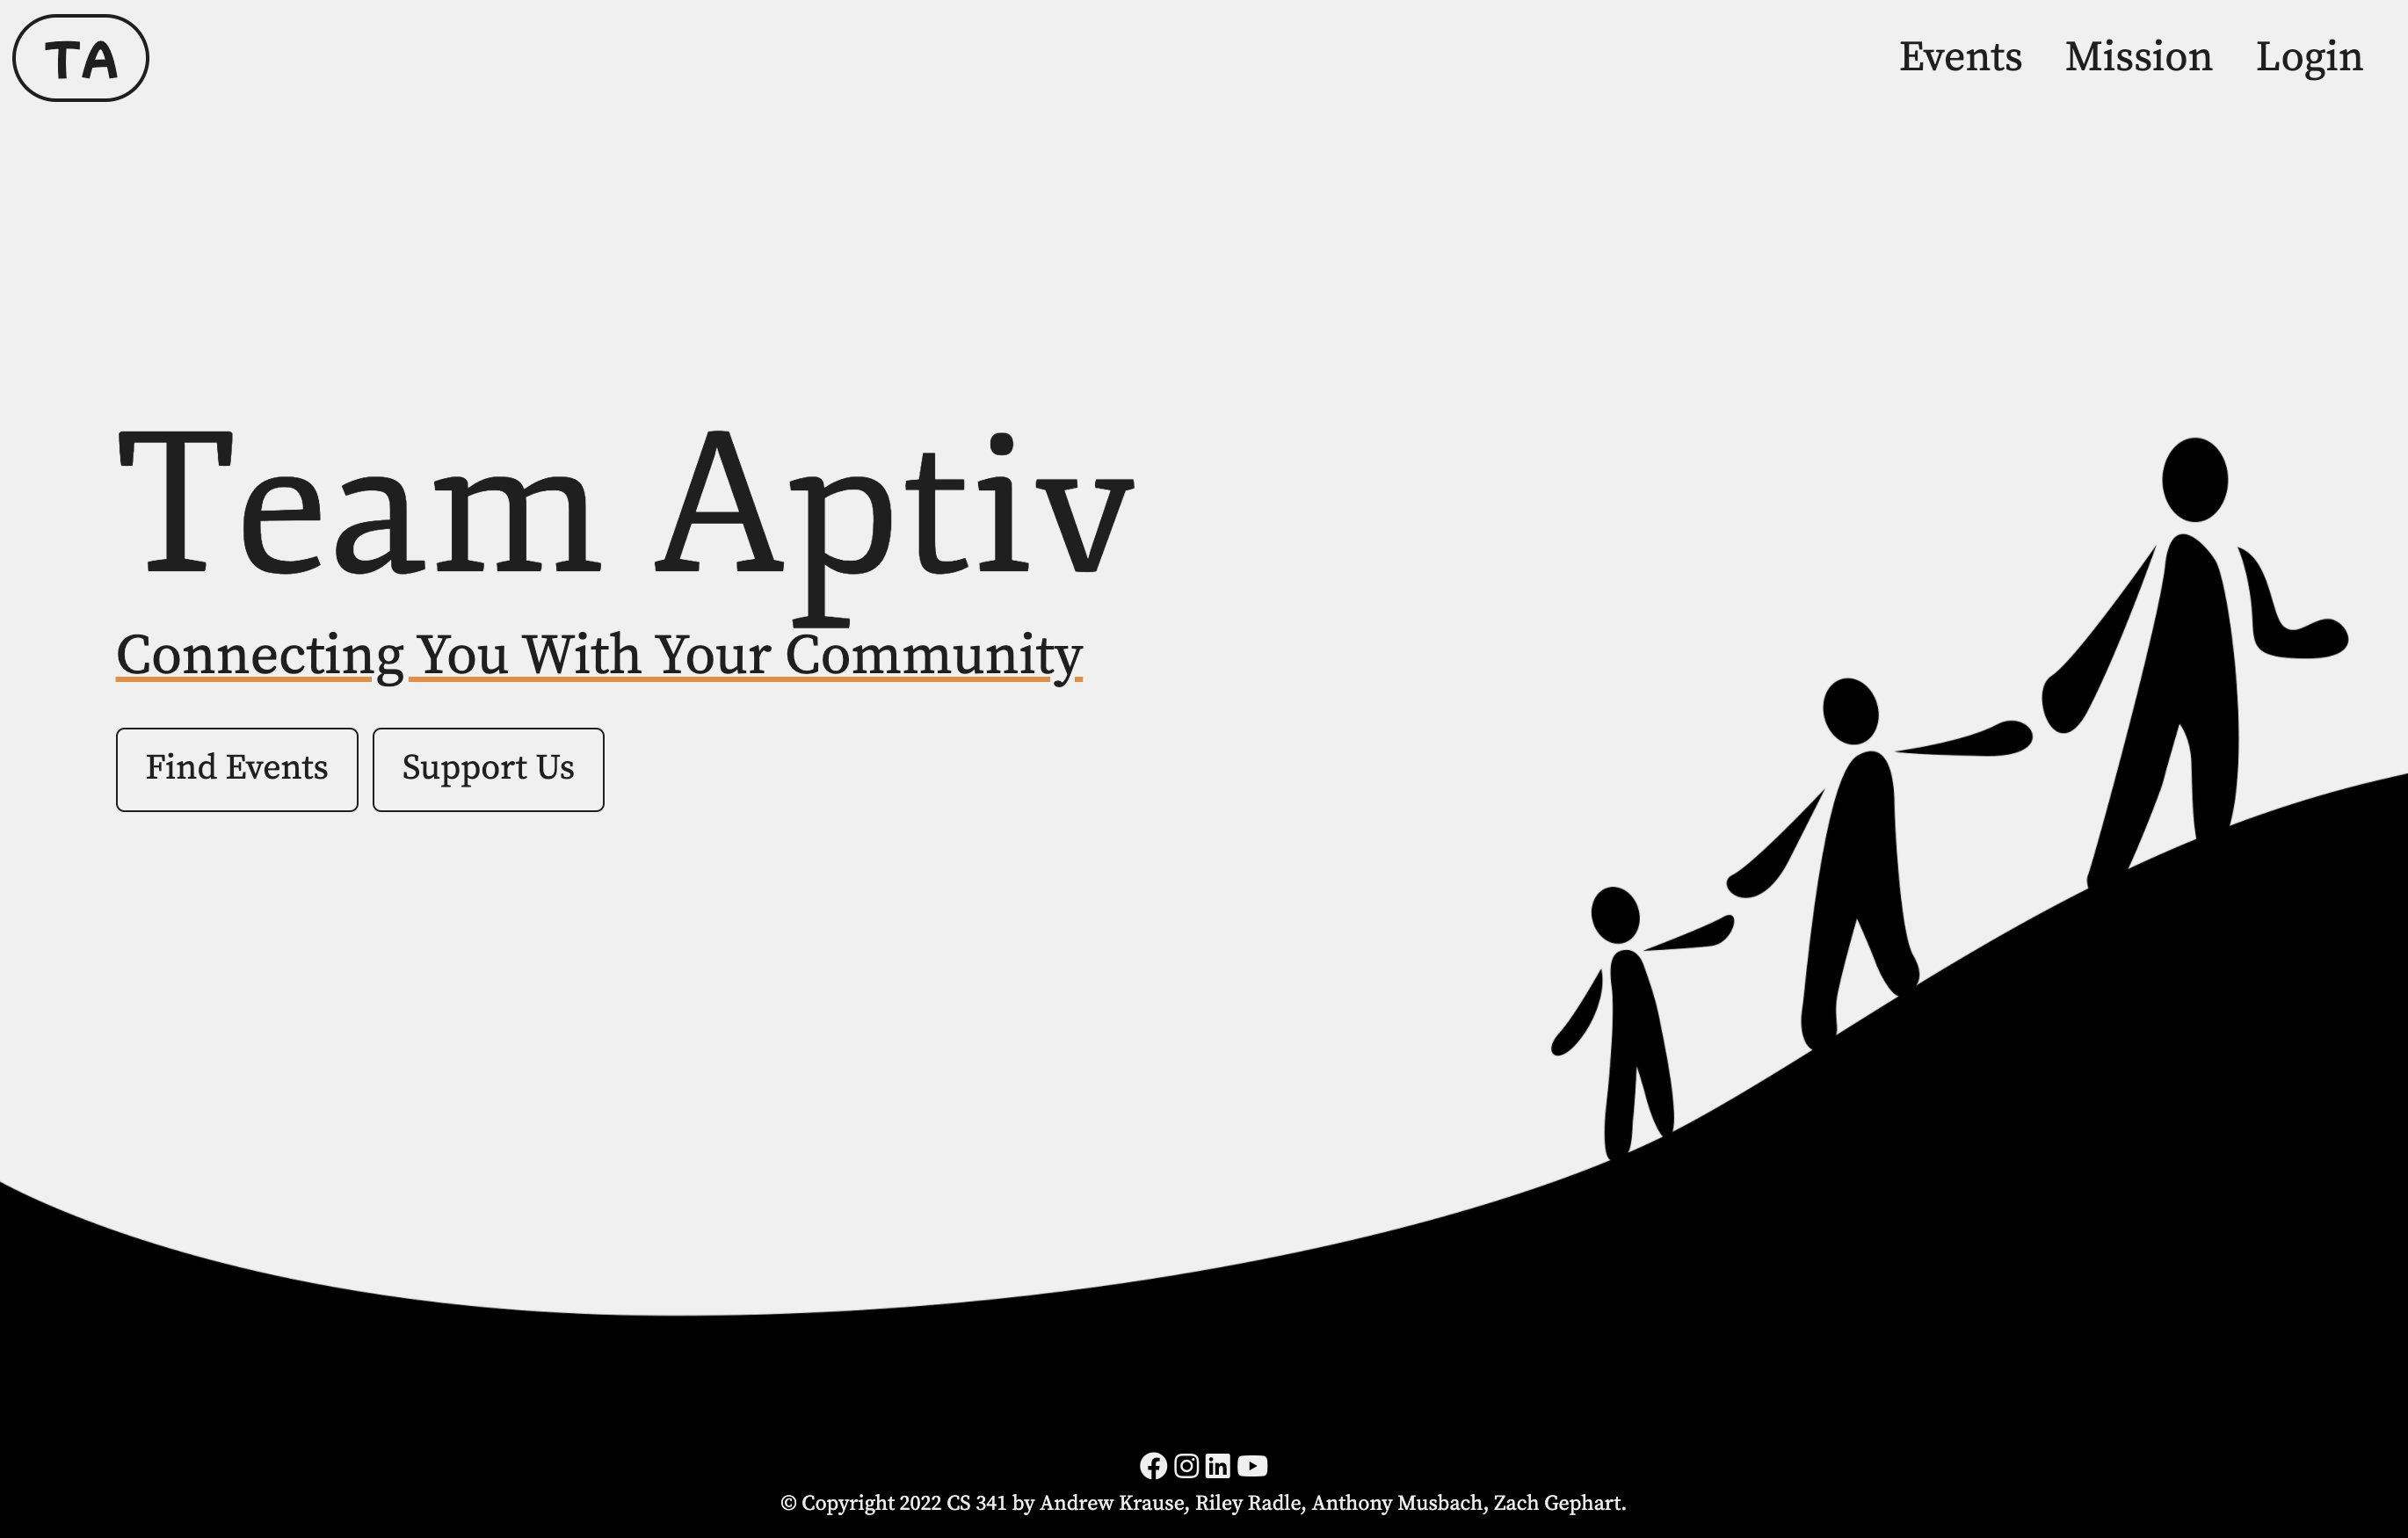 TA
Events Mission Login
Team Aptiv
Connecting You With Your Community
Find Events Support Us
© Copyright 2022 CS 341 by Andrew Krause, Riley Radle, Anthony Musbach, Zach Gephart.